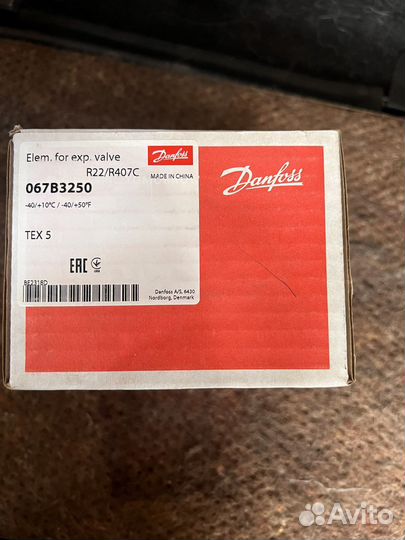 Elem. for exp. valve
Danfoss
R22/R407C
MADE IN CHINA
067B3250
-40/+10°C / -40/+50°F
TEX 5
EAC
BE2318D
Danfoss A/S, 6430
Nordborg, Denmark
Danfoss
Avito